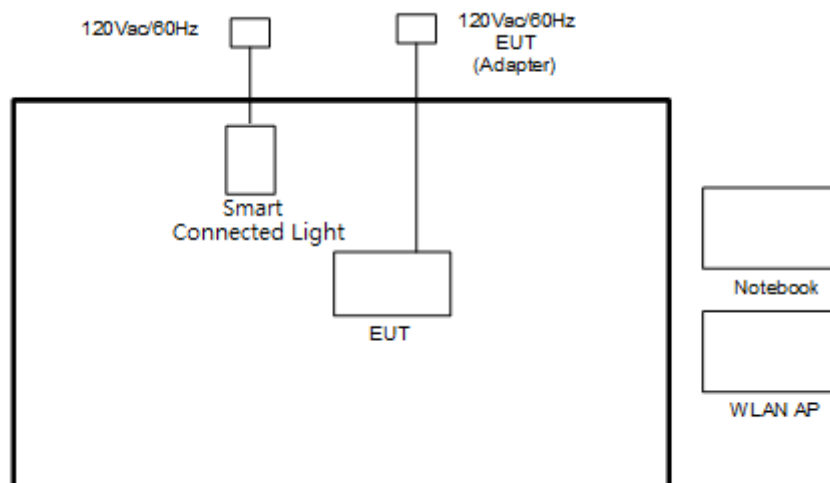 120Vac/60Hz
120Vac/60Hz
EUT
(Adapter)
Smart
Connected Light
EUT
Notebook
WLAN AP